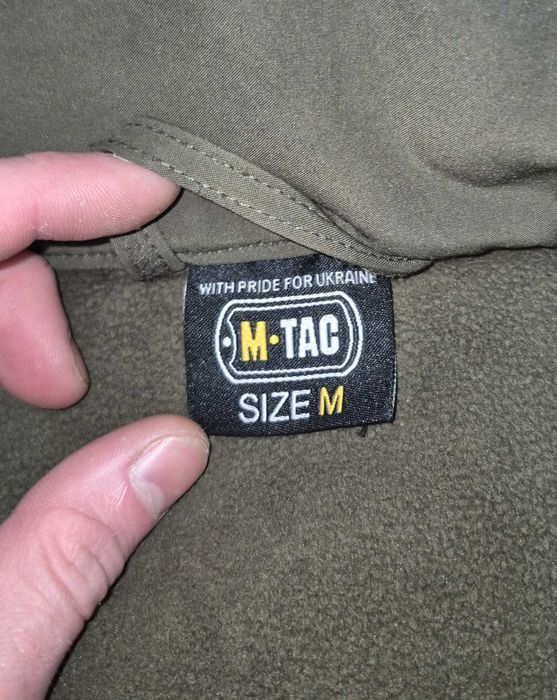 WITH PRIDE FOR UKRAINE
M·TAC
SIZE M